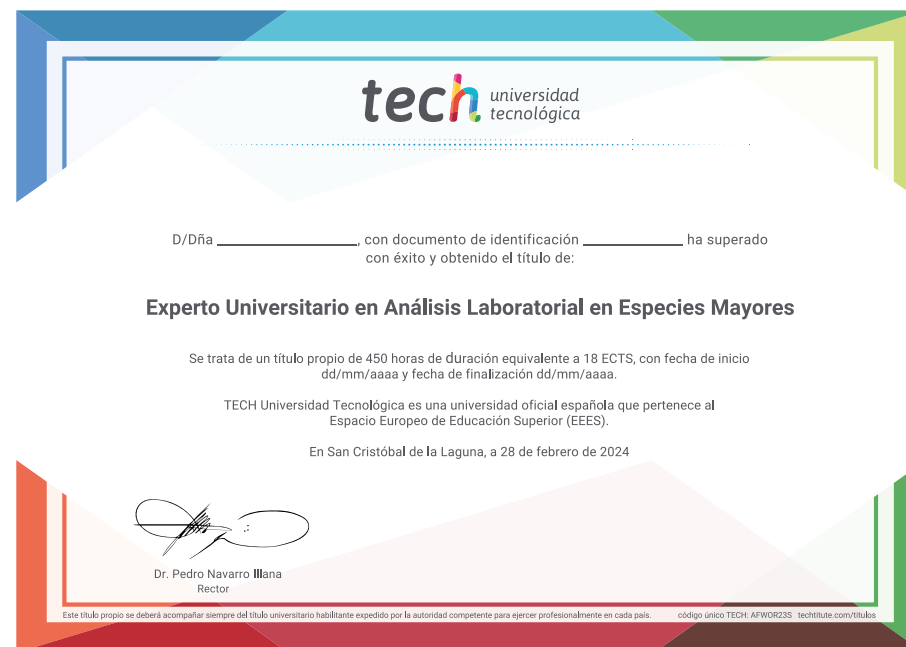 tech universidad
tecnológica
D/Dña ____________________, con documento de identificación ______________ ha superado
con éxito y obtenido el título de:
Experto Universitario en Análisis Laboratorial en Especies Mayores
Se trata de un título propio de 450 horas de duración equivalente a 18 ECTS, con fecha de inicio
dd/mm/aaaa y fecha de finalización dd/mm/aaaa.
TECH Universidad Tecnológica es una universidad oficial española que pertenece al
Espacio Europeo de Educación Superior (EEES).
En San Cristóbal de la Laguna, a 28 de febrero de 2024
Dr. Pedro Navarro Illana
Rector
Este título propio se deberá acompañar siempre del título universitario habilitante expedido por la autoridad competente para ejercer profesionalmente en cada país. código único TECH: AFWOR23S techtitute.com/titulos